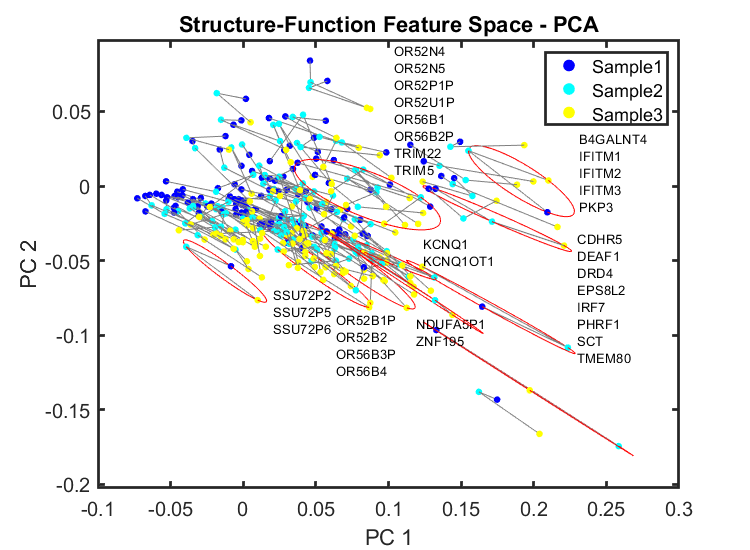 Structure-Function Feature Space - PCA
Sample1
Sample2
Sample3
OR52N4
OR52N5
OR52P1P
OR52U1P
OR56B1
OR56B2P
TRIM22
TRIM5
B4GALNT4
IFITM1
IFITM2
IFITM3
PKP3
KCNQ1
KCNQ1OT1
CDHR5
DEAF1
DRD4
EPS8L2
IRF7
PHRF1
SCT
TMEM80
SSU72P2
SSU72P5
SSU72P6
OR52B1P
OR52B2
OR56B3P
OR56B4
NDUFA5P1
ZNF195
0.05
0
-0.05
-0.1
-0.15
-0.2
PC 2
-0.1
-0.05
0
0.05
0.1
0.15
0.2
0.25
0.3
PC 1